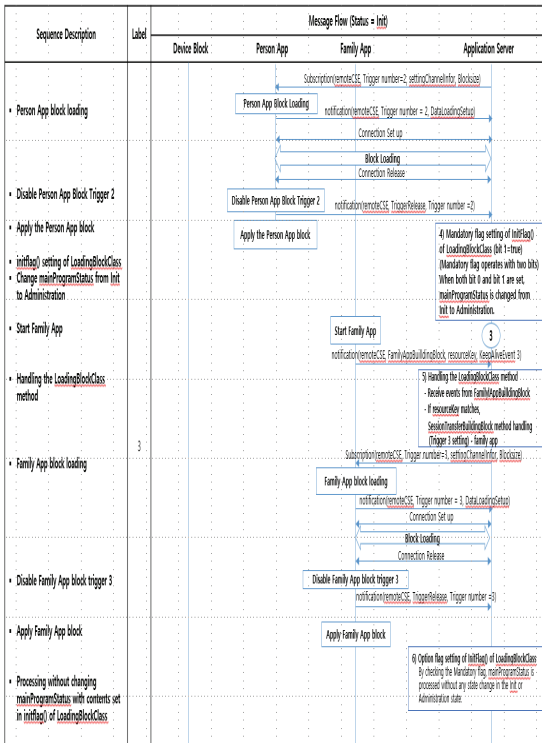 Sequence Description
Label
Message Flow (Status = Init)
Device Block
Person App
Family App
Application Server
Subscription(remoteCSE, Trigger number=2, settingChannelInfor, Blocksize)
Person App Block Loading
▪ Person App block loading
notification(remoteCSE, Trigger number = 2, DataLoadingSetup)
Connection Set up
Block Loading
Connection Release
▪ Disable Person App Block Trigger 2
Disable Person App Block Trigger 2
notification(remoteCSE, TriggerRelease, Trigger number =2)
▪ Apply the Person App block
Apply the Person App block
▪ initflag() setting of LoadingBlockClass
▪ Change mainProgramStatus from Init
to Administration
4) Mandatory flag setting of InitFlag()
of LoadingBlockClass (bit 1=true)
(Mandatory flag operates with two bits)
When both bit 0 and bit 1 are set,
mainProgramStatus is changed from
Init to Administration.
▪ Start Family App
Start Family App
3
notification(remoteCSE, FamilyAppBuilldingBlock, resourceKey, KeepAliveEvent 3)
▪ Handling the LoadingBlockClass
method
5) Handling the LoadingBlockClass method
- Receive events from FamilyIAppBuildingBlock
- If resourceKey matches,
SessionTransferBuildingBlock method handling
(Trigger 3 setting) - family app
3
Subscription(remoteCSE, Trigger number=3, settingChannelInfor, Blocksize)
▪ Family App block loading
Family App block loading
notification(remoteCSE, Trigger number = 3, DataLoadingSetup)
Connection Set up
Block Loading
Connection Release
▪ Disable Family App block trigger 3
Disable Family App block trigger 3
notification(remoteCSE, TriggerRelease, Trigger number =3)
▪ Apply Family App block
Apply Family App block
▪ Processing without changing
mainProgramStatus with contents set
in initflag() of LoadingBlockClass
6) Option flag setting of InitFlag() of LoadingBlockClass
By checking the Mandatory flag, mainProgramStatus is
processed without any state change in the Init or
Administration state.